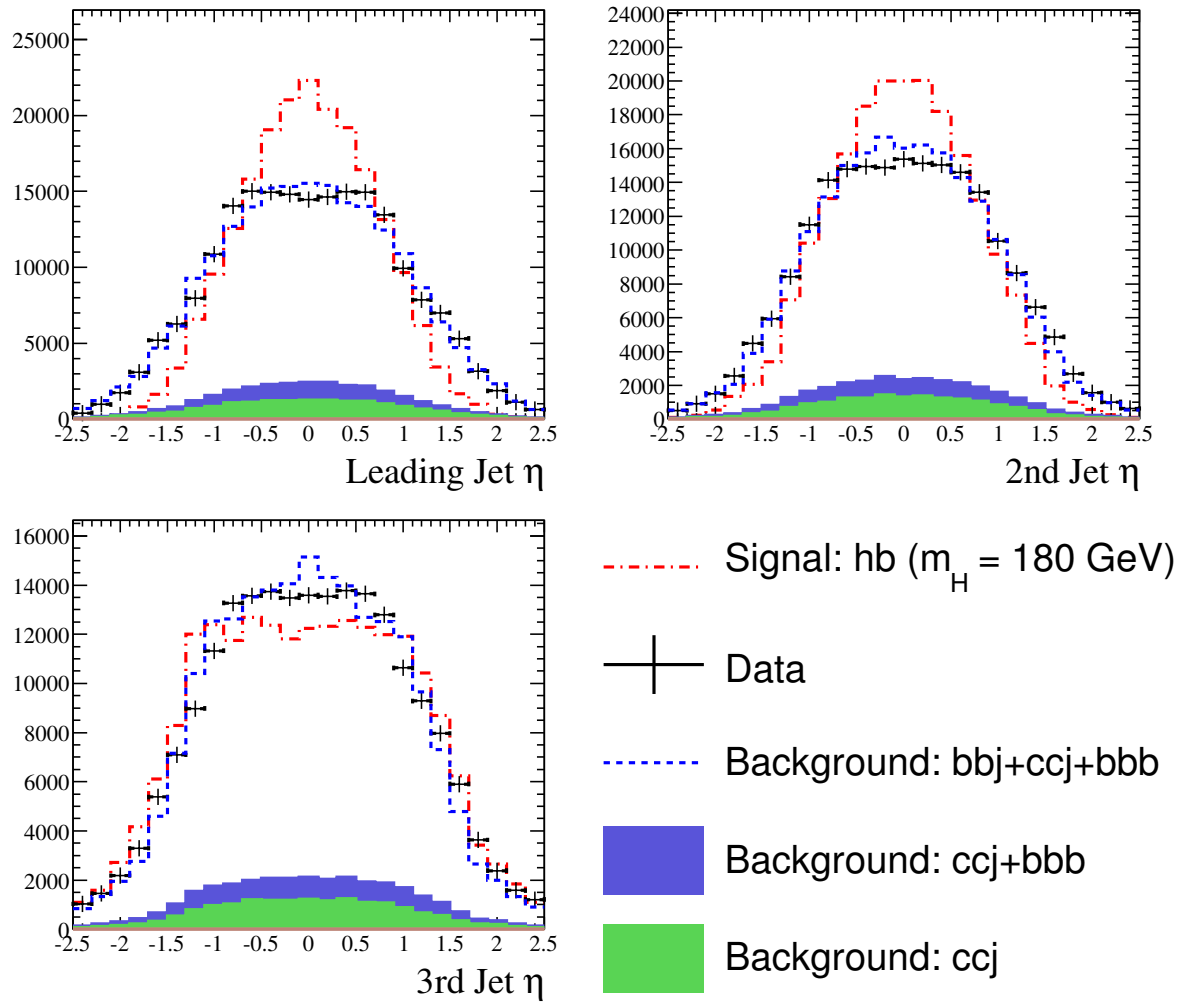 25000
20000
15000
10000
5000
0
-2.5 -2 -1.5 -1 -0.5 0 0.5 1 1.5 2 2.5
Leading Jet η
24000
22000
20000
18000
16000
14000
12000
10000
8000
6000
4000
2000
0
-2.5 -2 -1.5 -1 -0.5 0 0.5 1 1.5 2 2.5
2nd Jet η
16000
14000
12000
10000
8000
6000
4000
2000
0
-2.5 -2 -1.5 -1 -0.5 0 0.5 1 1.5 2 2.5
3rd Jet η
Signal: hb (m_H = 180 GeV)
Data
Background: bbj+ccj+bbb
Background: ccj+bbb
Background: ccj